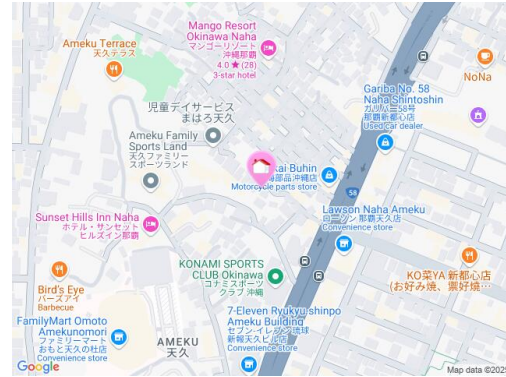 Mango Resort
Okinawa Naha
マンゴーリゾート
沖縄那覇
4.0 ★ (28)
3-star hotel
Ameku Terrace
天久テラス
NoNa
Gariba No. 58
Naha Shintoshin
ガリバー58号
那覇新都心店
Used car dealer
児童デイサービス
まはろ天久
Ameku Family
Sports Land
天久ファミリー
スポーツランド
kai Buhin
海部品沖縄店
Motorcycle parts store
58
Lawson Naha Ameku
ローソン 那覇天久店
Convenience store
Sunset Hills Inn Naha
ホテル・サンセット
ヒルズイン那覇
KONAMI SPORTS
CLUB Okinawa
コナミスポーツ
クラブ 沖縄
KO菜YA 新都心店
(お好み焼、
Bird's Eye
バーズアイ
Barbecue
7-Eleven Ryukyu shinpo
Ameku Building
セブン-イレブン 琉球
新報天久ビル店
Convenience store
FamilyMart Omoto
Amekunomori
ファミリーマート
おもと天久の杜店
Convenience store
AMEKU
天久
Google
Map data ©2025